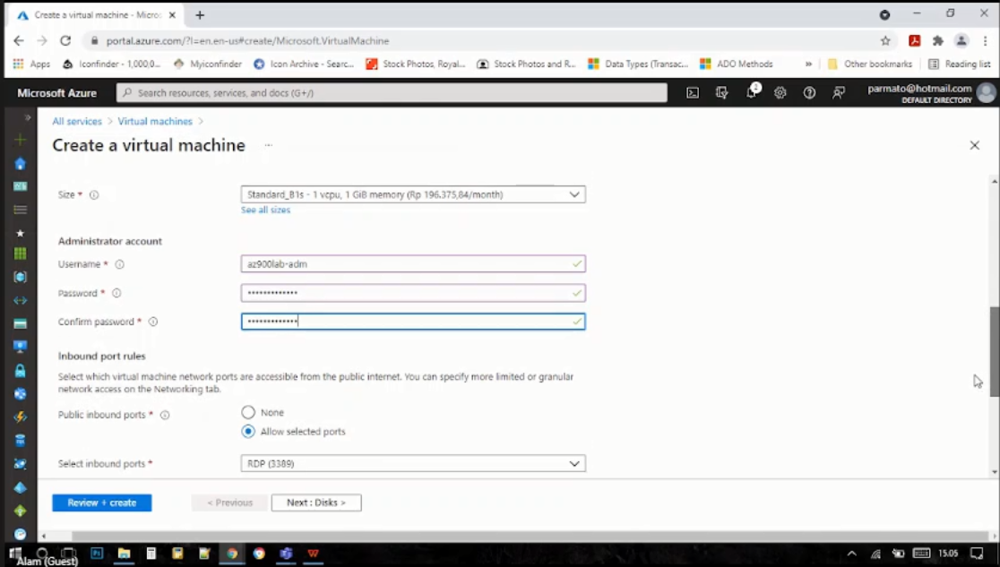 Create a virtual machine - Micros
portal.azure.com/?l=en.en-us#create/Microsoft.VirtualMachine
Apps Iconfinder - 1,000,0... Myiconfinder Icon Archive - Searc... Stock Photos, Royal... Stock Photos and R... Data Types (Transac... ADO Methods » Other bookmarks Reading list
Microsoft Azure Search resources, services, and docs (G+/) 2 parmato@hotmail.com
DEFAULT DIRECTORY
All services > Virtual machines >
Create a virtual machine ...
Size * Standard_B1s - 1 vcpu, 1 GiB memory (Rp 196.375,84/month)
See all sizes
Administrator account
Username * az900lab-adm
Password * •••••••••••••
Confirm password * •••••••••••••
Inbound port rules
Select which virtual machine network ports are accessible from the public internet. You can specify more limited or granular
network access on the Networking tab.
Public inbound ports * None
Allow selected ports
Select inbound ports * RDP (3389)
Review + create < Previous Next : Disks >
15.05
Alam (Guest)